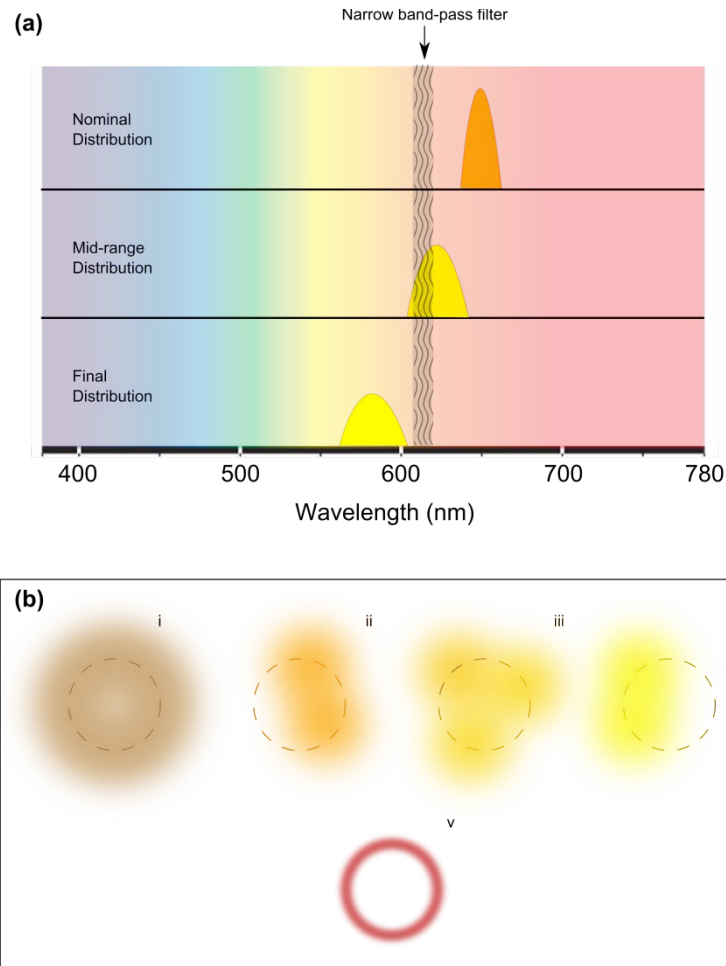 (a)
Narrow band-pass filter
Nominal
Distribution
Mid-range
Distribution
Final
Distribution
400 500 600 700 780
Wavelength (nm)
(b)
i ii iii
v